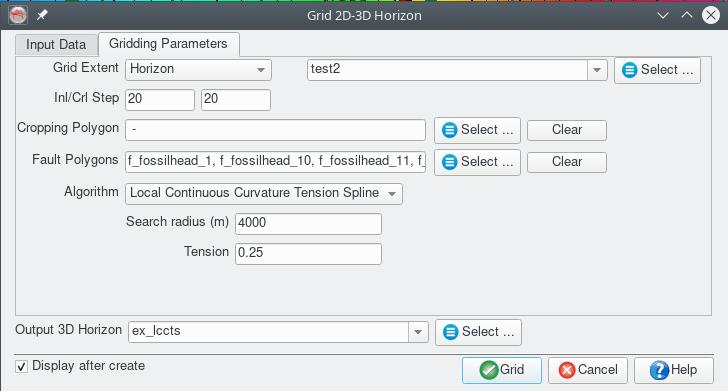 Grid 2D-3D Horizon
Input Data Gridding Parameters
Grid Extent Horizon test2 Select ...
Inl/Crl Step 20 20
Cropping Polygon - Select ... Clear
Fault Polygons f_fossilhead_1, f_fossilhead_10, f_fossilhead_11, f_ Select ... Clear
Algorithm Local Continuous Curvature Tension Spline
Search radius (m) 4000
Tension 0.25
Output 3D Horizon ex_lccts Select ...
Display after create Grid Cancel Help